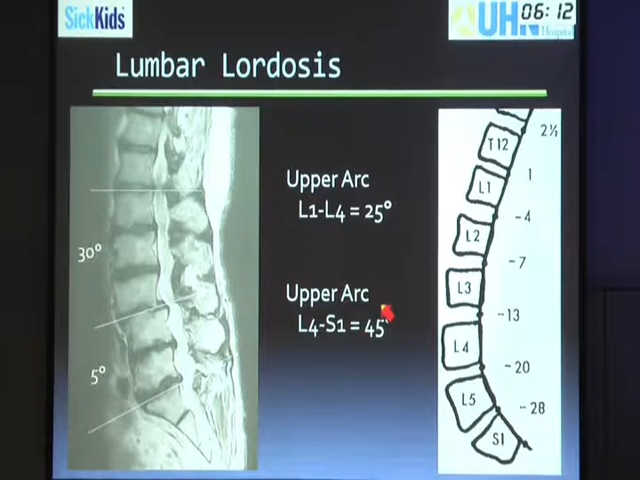 SickKids
UHN
Hospital
06:12
Lumbar Lordosis
Upper Arc
L1-L4 = 25°
Upper Arc
L4-S1 = 45°
30°
5°
T12
2½
L1
1
L2
-4
L3
-7
-13
L4
-20
L5
-28
S1